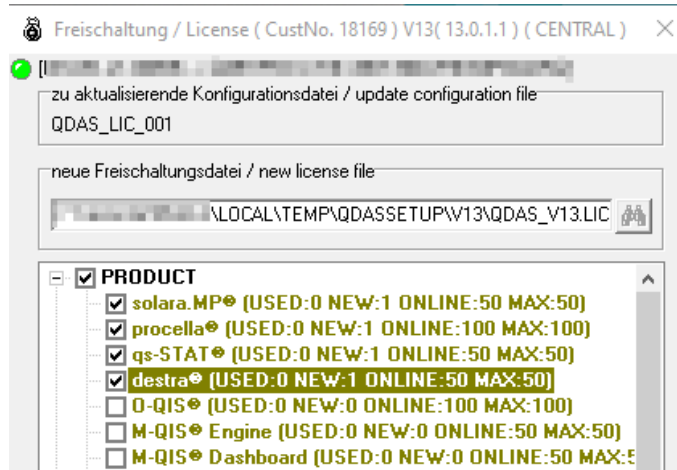 Freischaltung / License ( CustNo. 18169 ) V13( 13.0.1.1 ) ( CENTRAL )
zu aktualisierende Konfigurationsdatei / update configuration file
QDAS_LIC_001
neue Freischaltungsdatei / new license file
\LOCAL\TEMP\QDASSETUP\V13\QDAS_V13.LIC
PRODUCT
solara.MP® (USED:0 NEW:1 ONLINE:50 MAX:50)
procella® (USED:0 NEW:1 ONLINE:100 MAX:100)
qs-STAT® (USED:0 NEW:1 ONLINE:50 MAX:50)
destra® (USED:0 NEW:1 ONLINE:50 MAX:50)
O-QIS® (USED:0 NEW:0 ONLINE:100 MAX:100)
M-QIS® Engine (USED:0 NEW:0 ONLINE:50 MAX:50)
M-QIS® Dashboard (USED:0 NEW:0 ONLINE:50 MAX:5